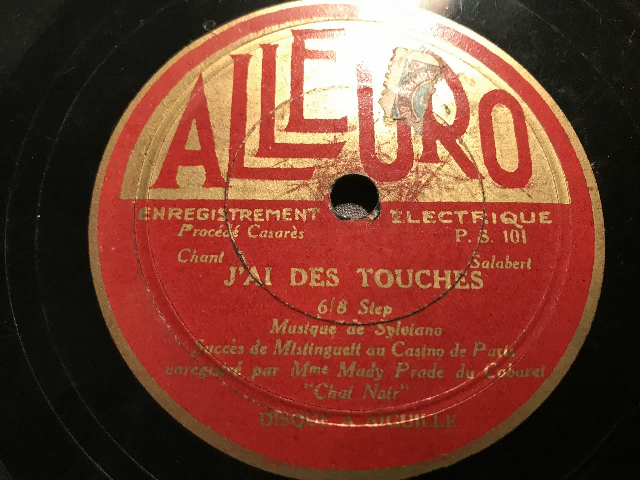 ALLEGRO
ENREGISTREMENT ELECTRIQUE
Procédé Casarès P. S. 101
Chant Salabert
J'AI DES TOUCHES
6/8 Step
Musique de Sylviano
Succès de Mistinguett au Casino de Paris
enregistré par Mme Mady Prade du Cabaret
"Chat Noir"
DISQUE A AIGUILLE